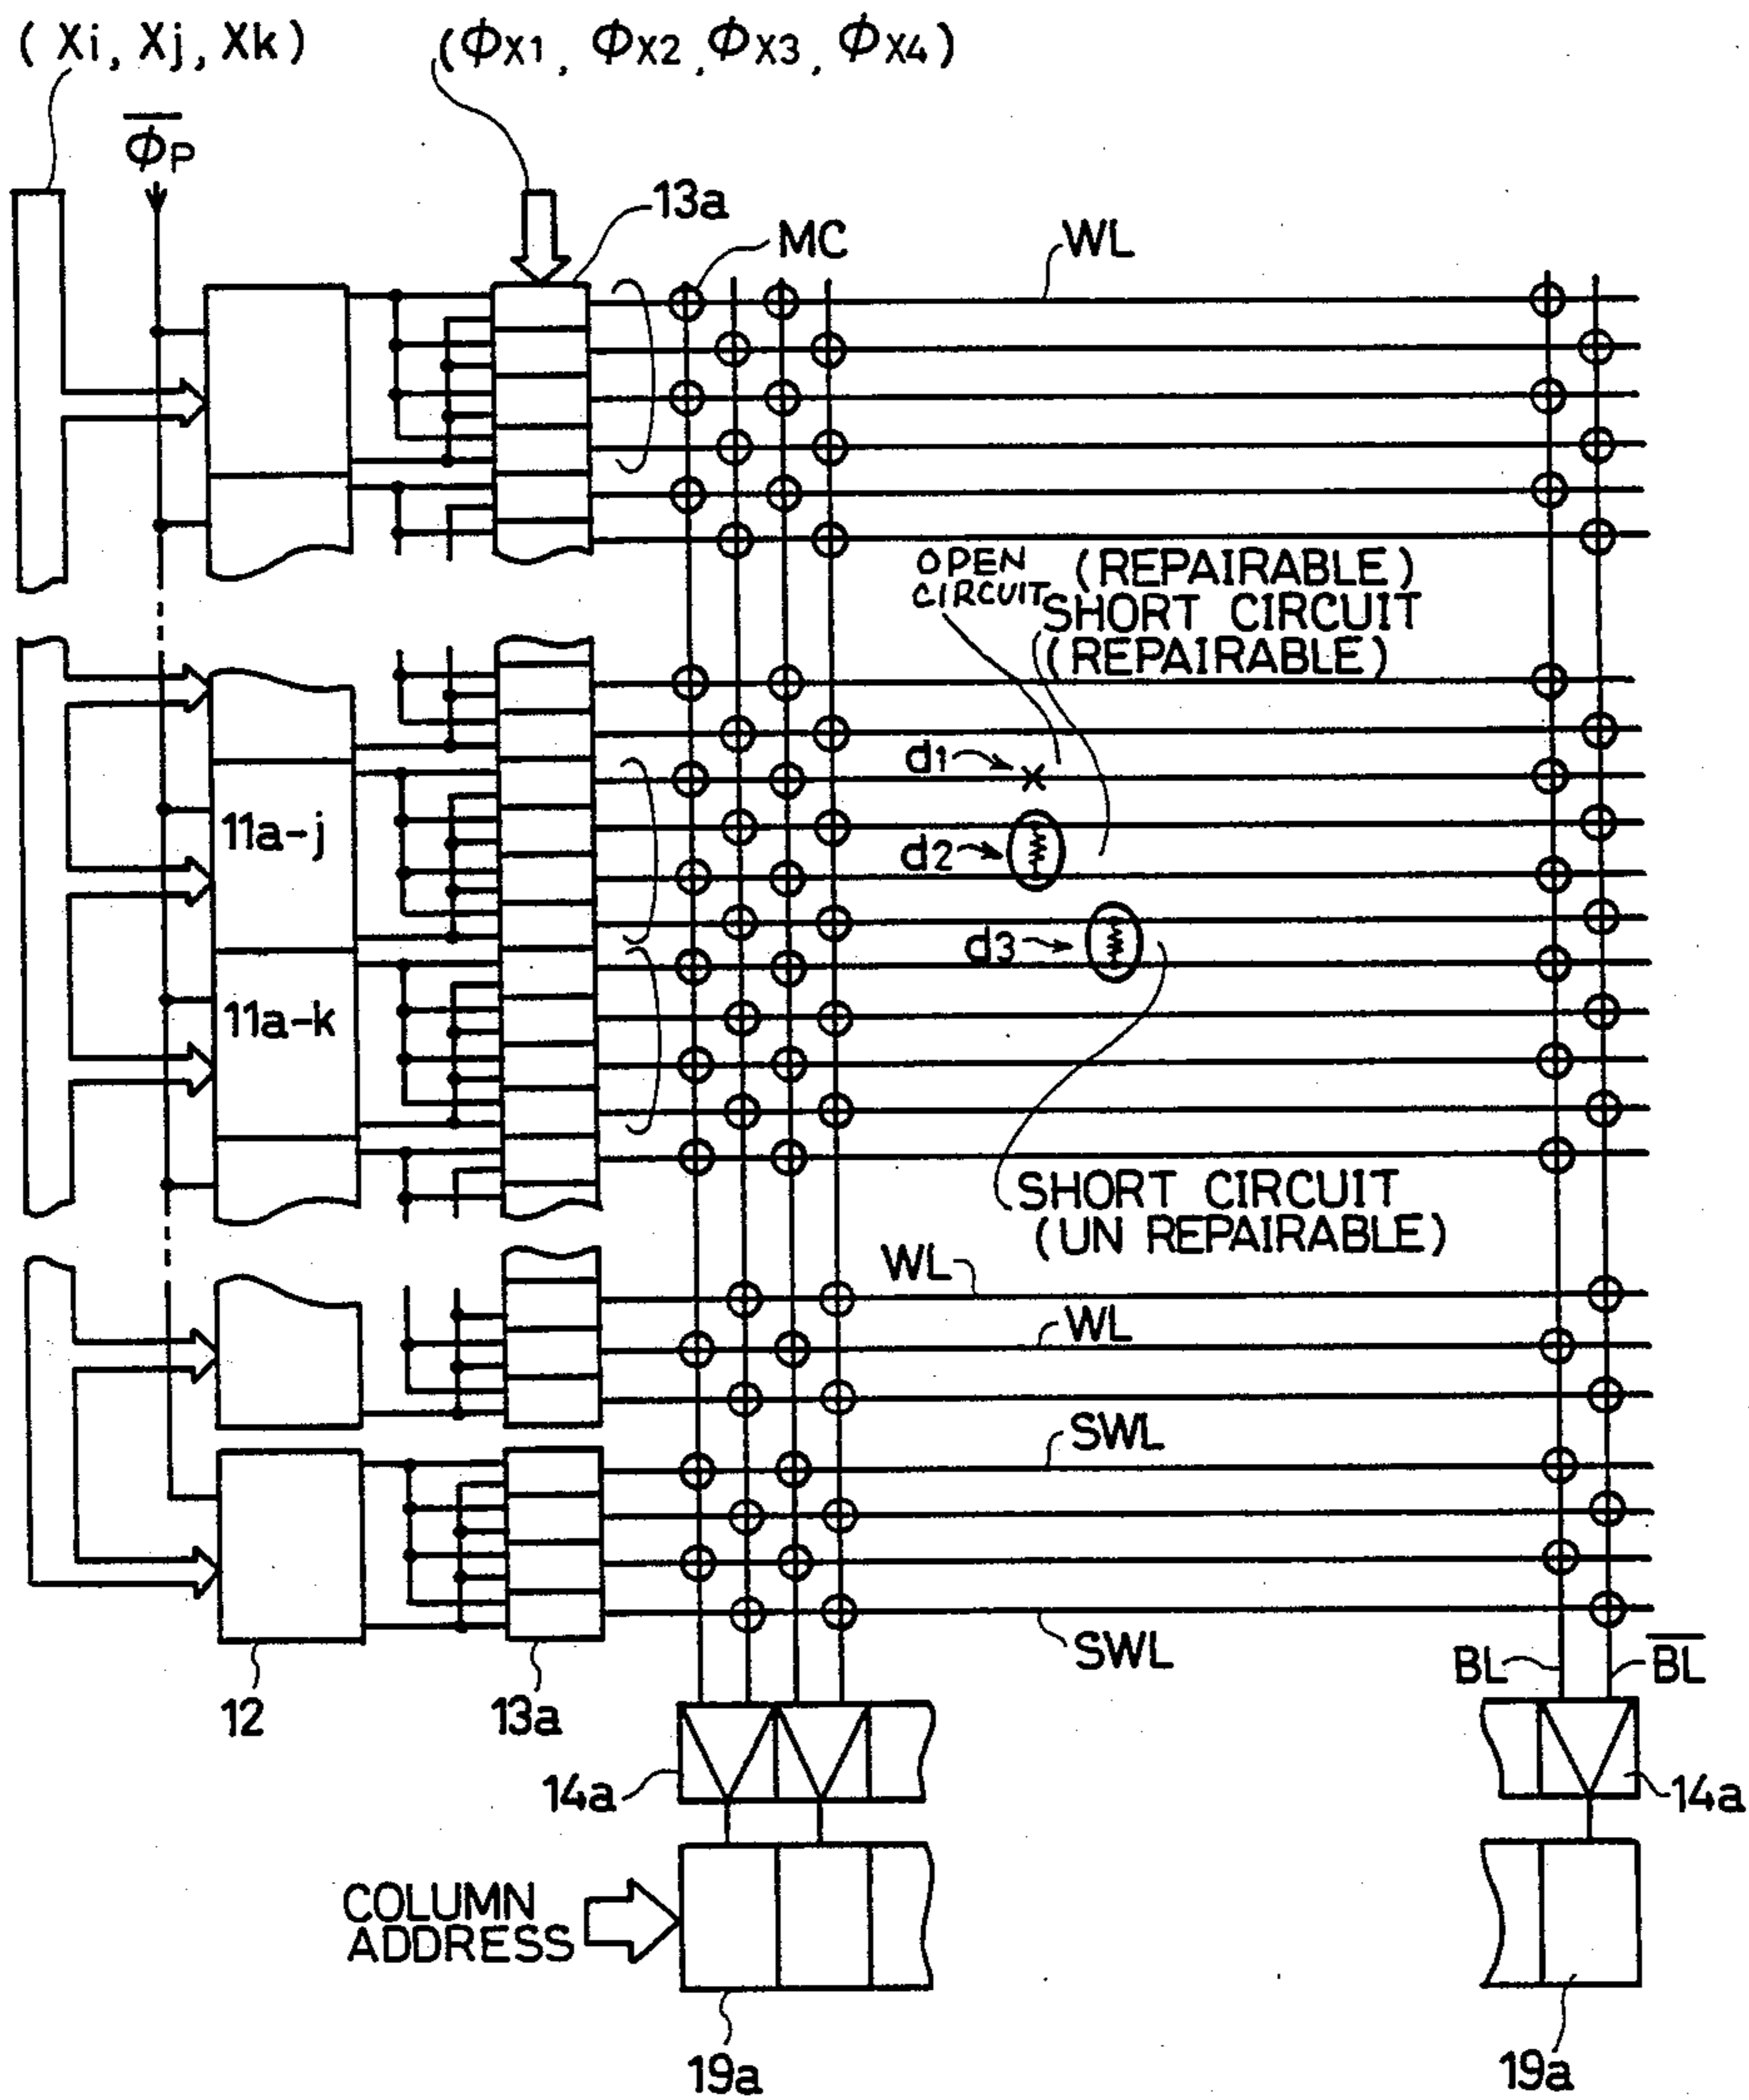 (Xi, Xj, Xk)
(ΦX1, ΦX2, ΦX3, ΦX4)
Φ̅P
13a
MC
WL
OPEN
CIRCUIT
(REPAIRABLE)
SHORT CIRCUIT
(REPAIRABLE)
d1
11a-j
d2
d3
11a-k
SHORT CIRCUIT
(UN REPAIRABLE)
WL
WL
SWL
SWL
BL
B̅L̅
12
13a
14a
14a
COLUMN
ADDRESS
19a
19a